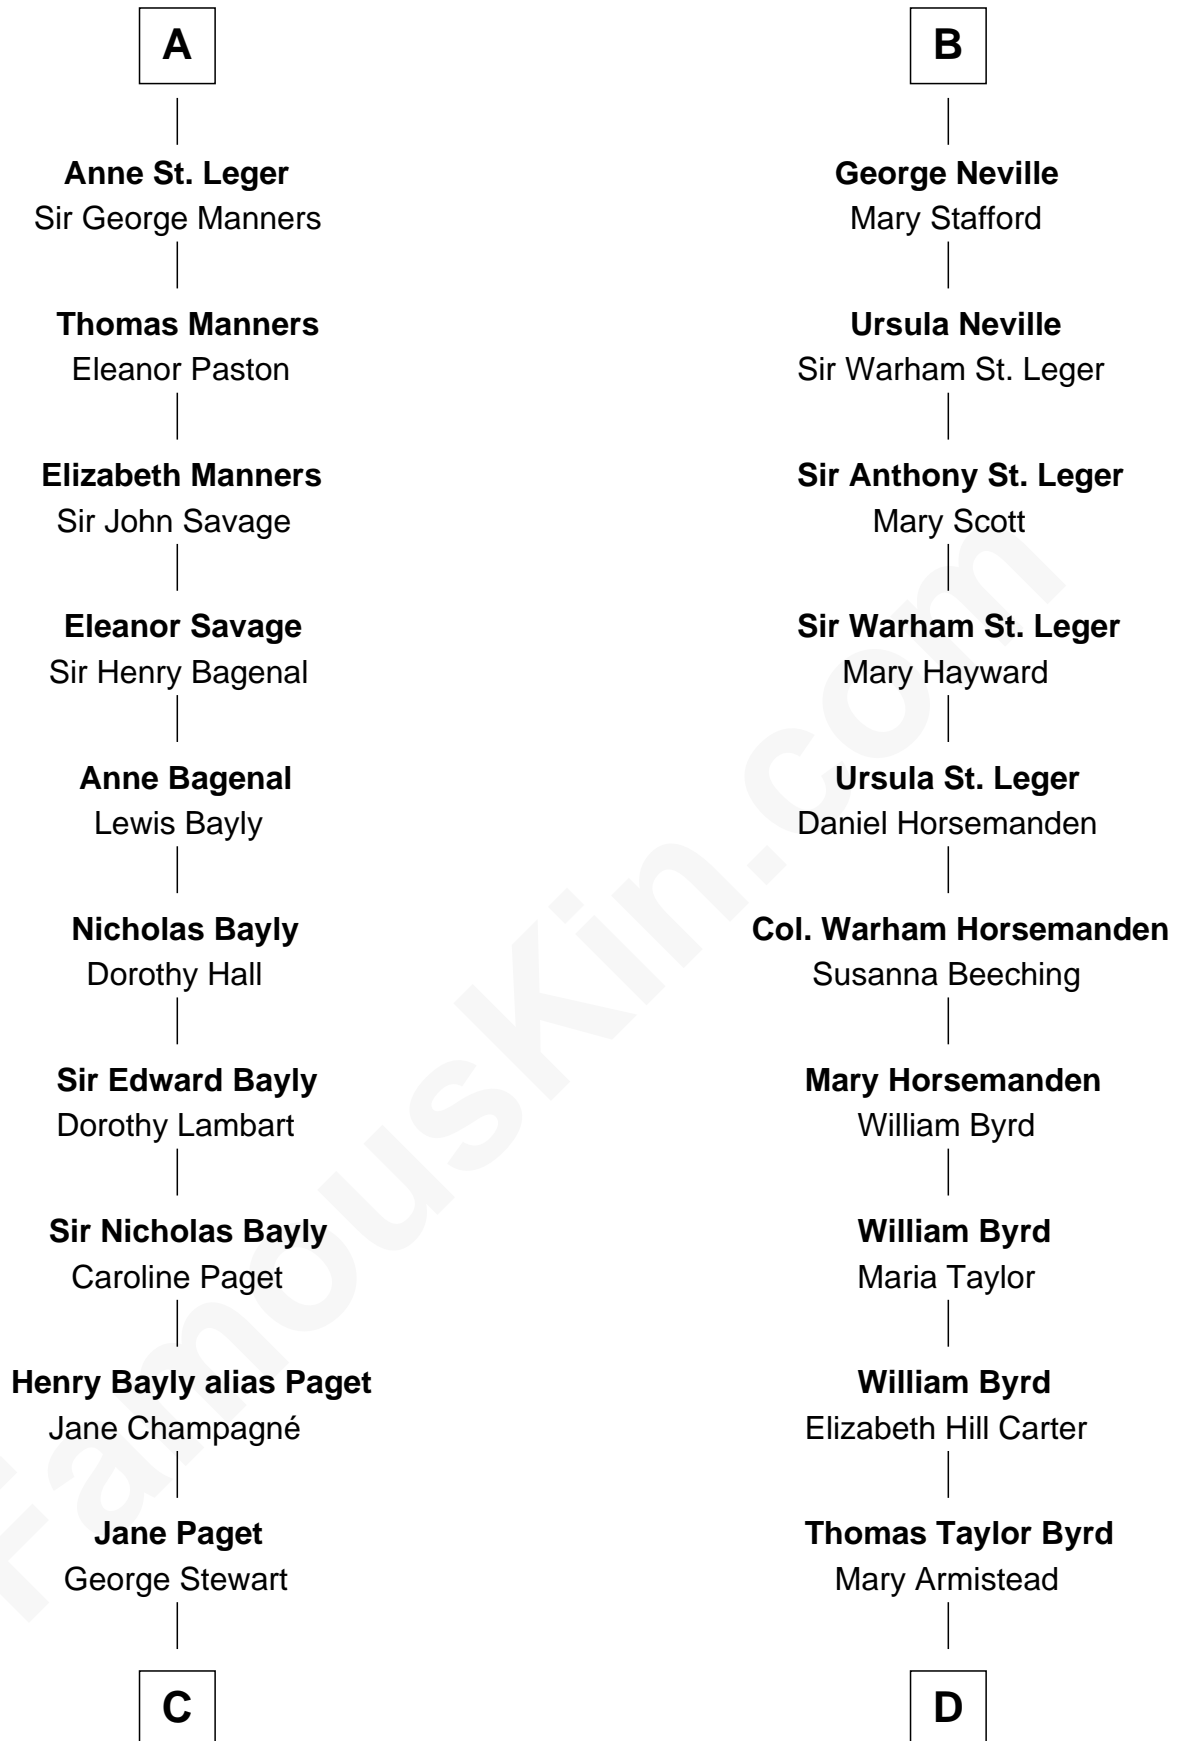 A
Anne St. Leger
Sir George Manners
Thomas Manners
Eleanor Paston
Elizabeth Manners
Sir John Savage
Eleanor Savage
Sir Henry Bagenal
Anne Bagenal
Lewis Bayly
Nicholas Bayly
Dorothy Hall
Sir Edward Bayly
Dorothy Lambart
Sir Nicholas Bayly
Caroline Paget
Henry Bayly alias Paget
Jane Champagné
Jane Paget
George Stewart
C
B
George Neville
Mary Stafford
Ursula Neville
Sir Warham St. Leger
Sir Anthony St. Leger
Mary Scott
Sir Warham St. Leger
Mary Hayward
Ursula St. Leger
Daniel Horsemanden
Col. Warham Horsemanden
Susanna Beeching
Mary Horsemanden
William Byrd
William Byrd
Maria Taylor
William Byrd
Elizabeth Hill Carter
Thomas Taylor Byrd
Mary Armistead
D
FamousKin.com